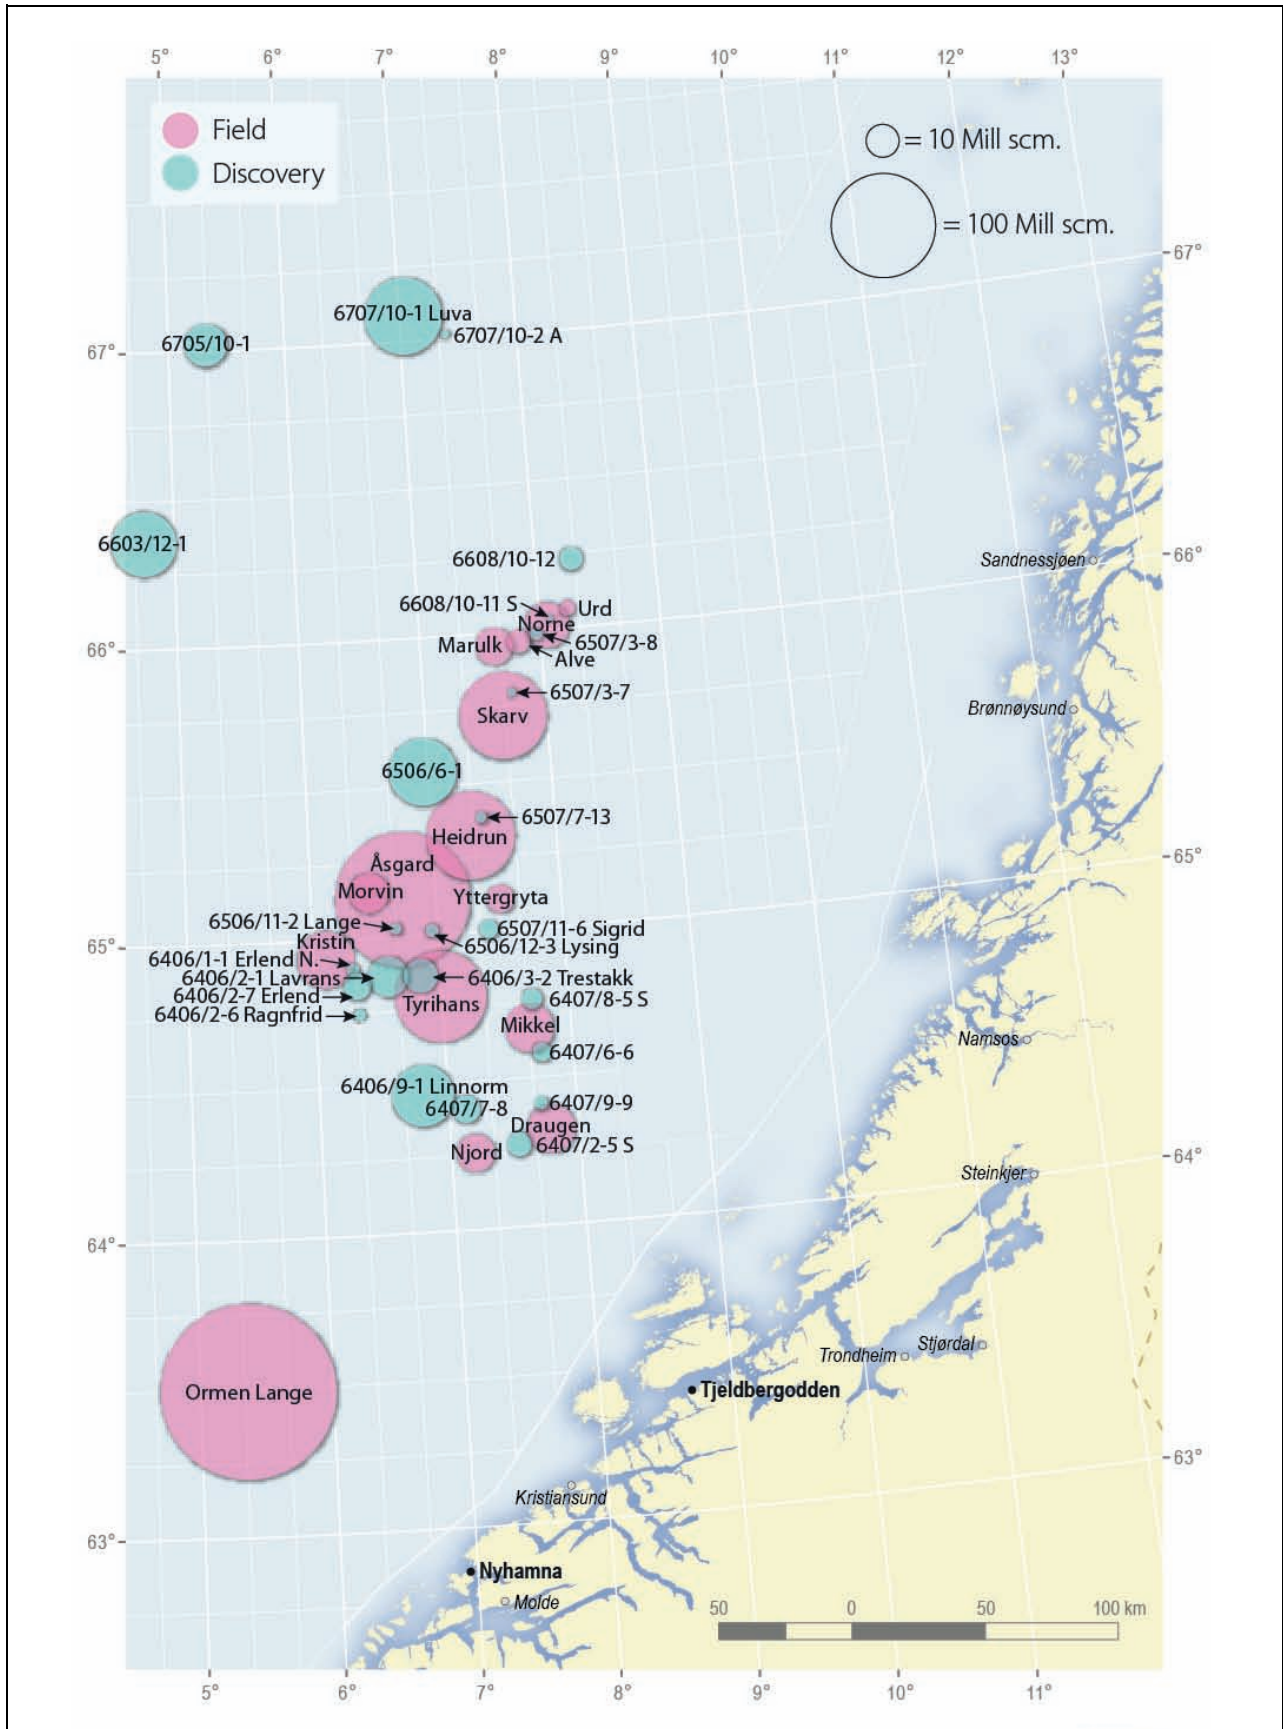 5° 6° 7° 8° 9° 10° 11° 12° 13°
Field
Discovery
= 10 Mill scm.
= 100 Mill scm.
67°
6707/10-1 Luva
6707/10-2 A
6705/10-1
67°
6603/12-1
6608/10-12
Sandnessjøen
66°
6608/10-11 S
Urd
Norne
6507/3-8
Marulk
Alve
66°
6507/3-7
Skarv
Brønnøysund
6506/6-1
6507/7-13
Heidrun
65°
Åsgard
Morvin
Yttergryta
6506/11-2 Lange
6507/11-6 Sigrid
Kristin
6506/12-3 Lysing
65°
6406/1-1 Erlend N.
6406/2-1 Lavrans
6406/3-2 Trestakk
6406/2-7 Erlend
Tyrihans
6407/8-5 S
6406/2-6 Ragnfrid
Mikkel
Namsos
6407/6-6
6406/9-1 Linnorm
6407/7-8
6407/9-9
Draugen
6407/2-5 S
Njord
64°
Steinkjer
64°
Stjørdal
Trondheim
Ormen Lange
Tjeldbergodden
63°
Kristiansund
63°
Nyhamna
Molde
50 0 50 100 km
5° 6° 7° 8° 9° 10° 11°